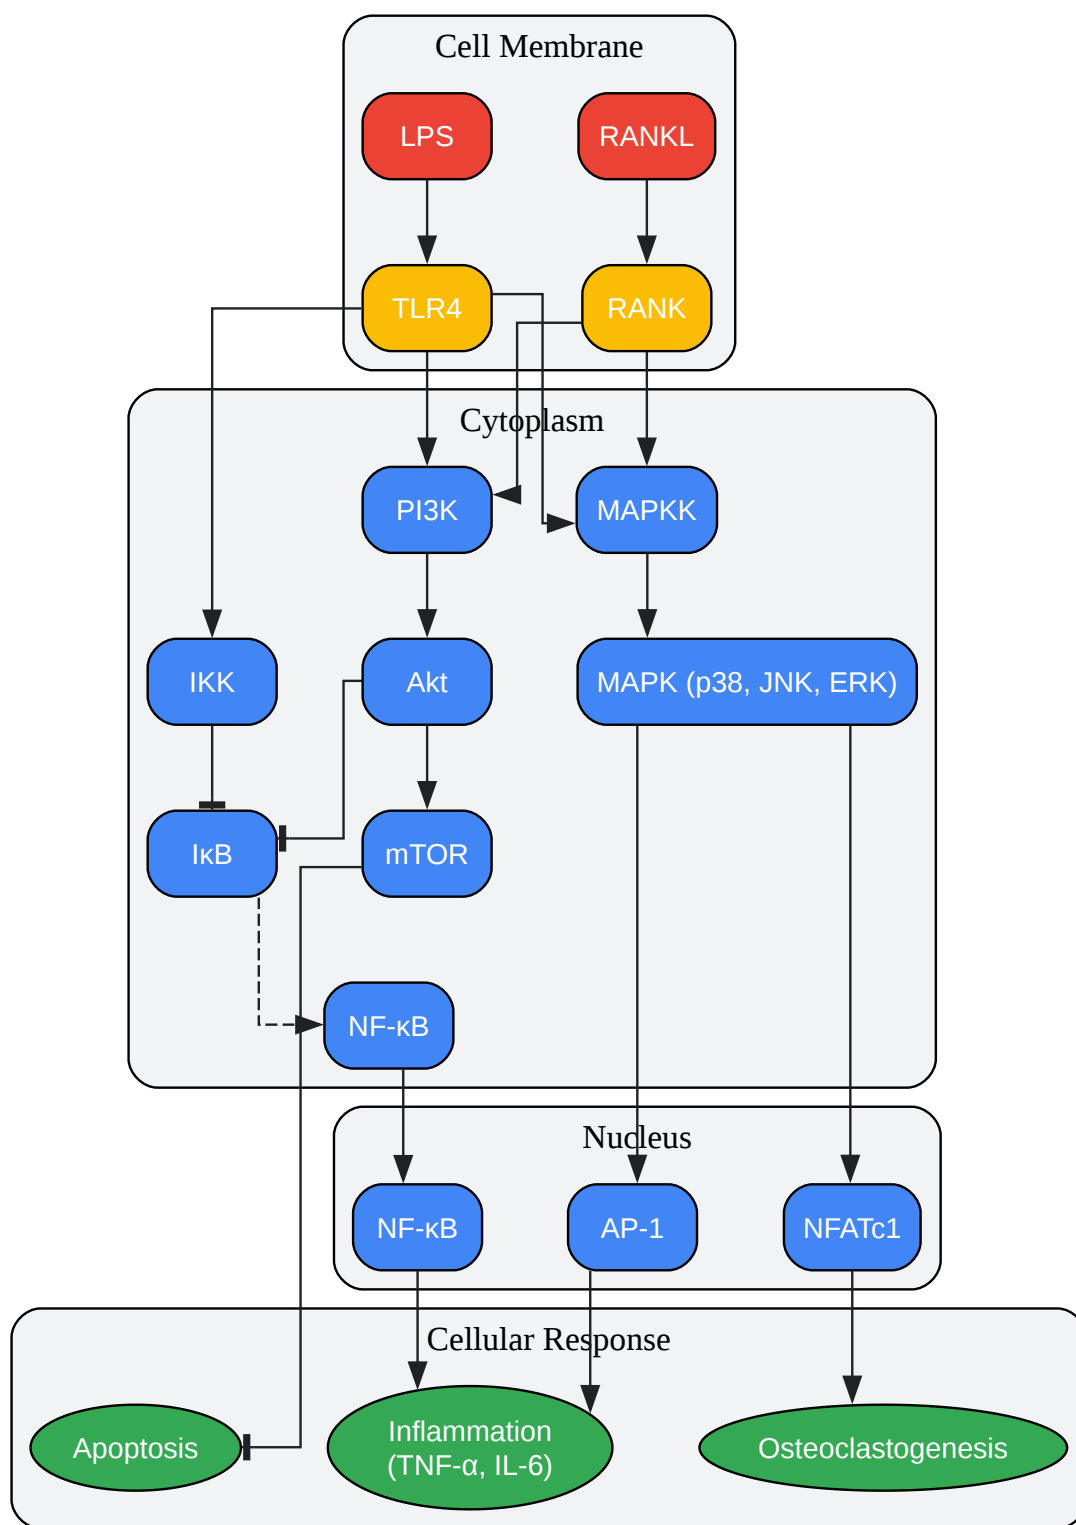 Cell Membrane
LPS
RANKL
TLR4
RANK
Cytoplasm
PI3K
MAPKK
IKK
Akt
MAPK (p38, JNK, ERK)
IκB
mTOR
NF-κB
Nucleus
NF-κB
AP-1
NFATc1
Cellular Response
Apoptosis
Inflammation
(TNF-α, IL-6)
Osteoclastogenesis